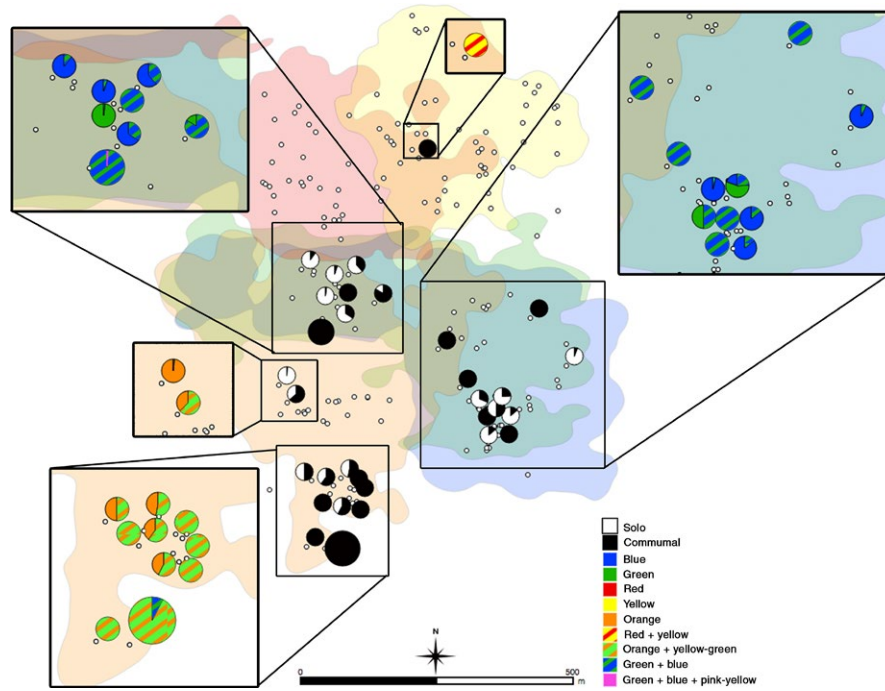 Solo
Commumal
Blue
Green
Red
Yellow
Orange
Red + yellow
Orange + yellow-green
Green + blue
Green + blue + pink-yellow
N
0
500
m